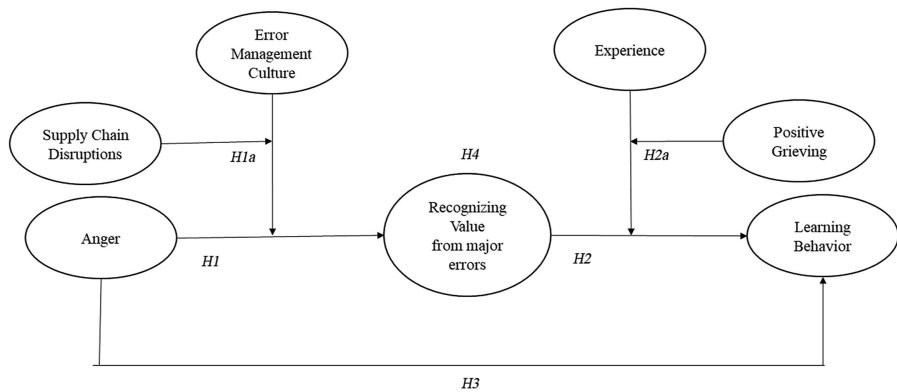 Error
Management
Culture
Experience
Supply Chain
Disruptions
H1a
H4
H2a
Positive
Grieving
Anger
Recognizing
Value
from major
errors
Learning
Behavior
H1
H2
H3